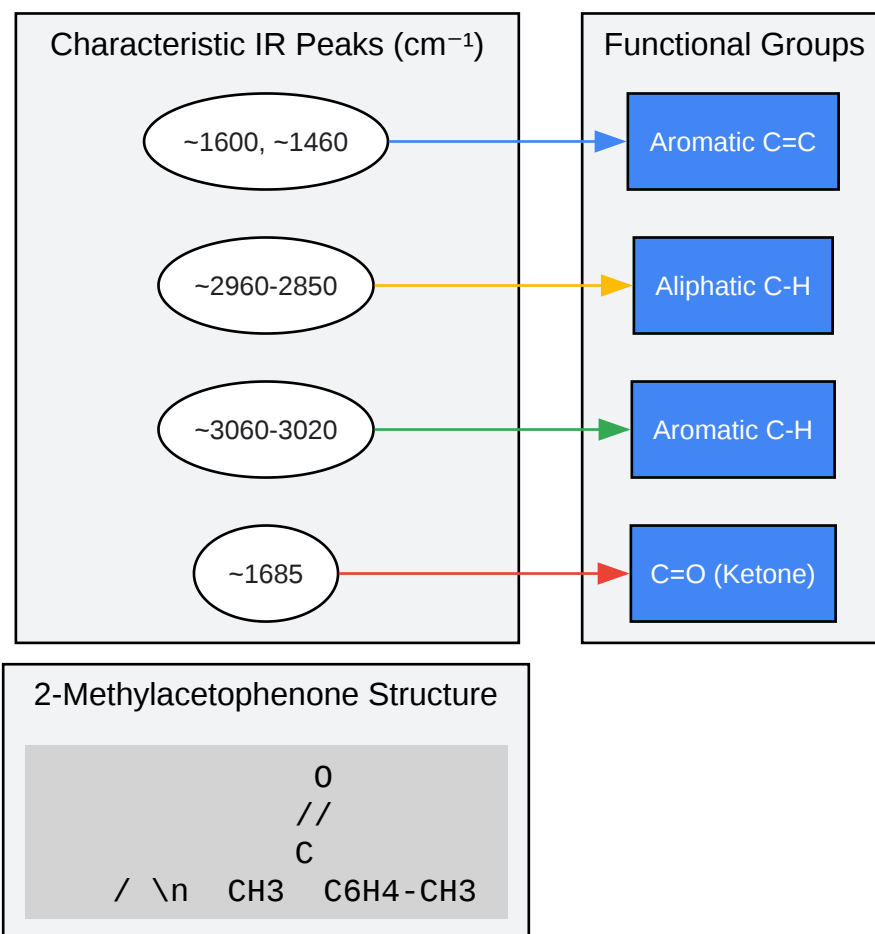 Characteristic IR Peaks (cm⁻¹)
~1600, ~1460
~2960-2850
~3060-3020
~1685
Functional Groups
Aromatic C=C
Aliphatic C-H
Aromatic C-H
C=O (Ketone)
2-Methylacetophenone Structure
O
//
C
/ \n  CH3  C6H4-CH3